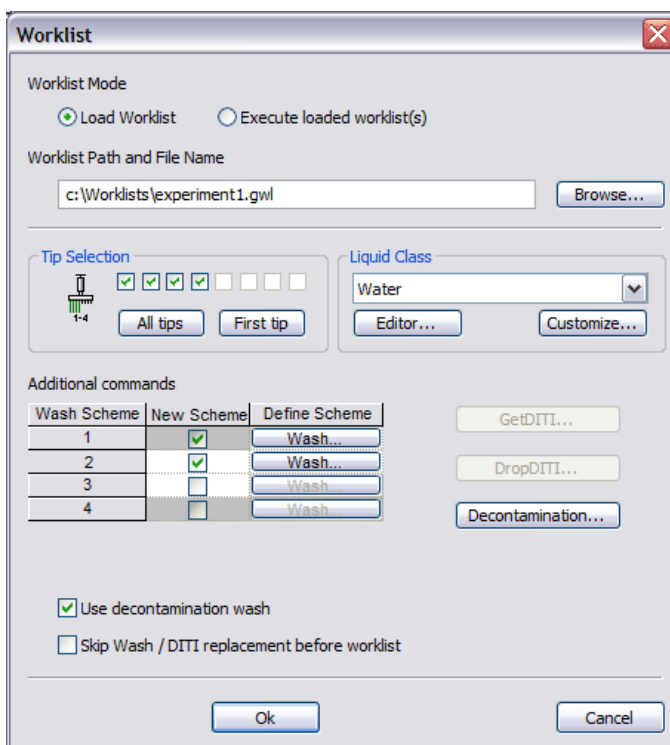 Worklist
Worklist Mode
Load Worklist Execute loaded worklist(s)
Worklist Path and File Name
c:\Worklists\experiment1.gwl Browse...
Tip Selection
1-4
All tips First tip
Liquid Class
Water
Editor... Customize...
Additional commands
Wash Scheme New Scheme Define Scheme
1 Wash...
2 Wash...
3 Wash...
4 Wash...
GetDITI...
DropDITI...
Decontamination...
Use decontamination wash
Skip Wash / DITI replacement before worklist
Ok Cancel